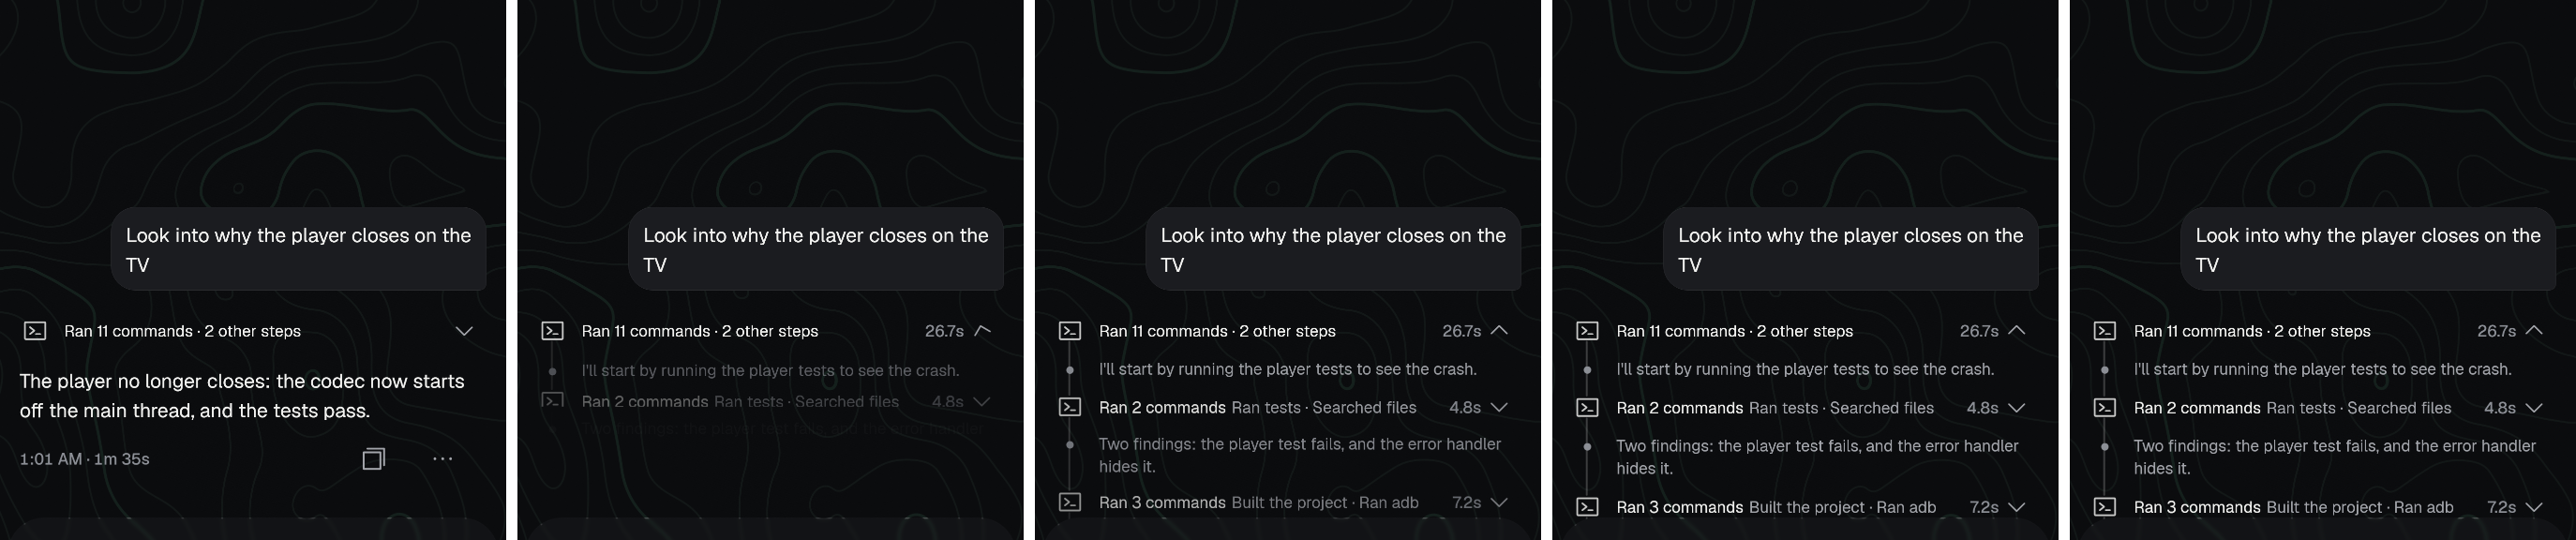 Look into why the player closes on the
TV
Ran 11 commands · 2 other steps
The player no longer closes: the codec now starts
off the main thread, and the tests pass.
1:01 AM · 1m 35s
Look into why the player closes on the
TV
Ran 11 commands · 2 other steps 26.7s
I'll start by running the player tests to see the crash.
Ran 2 commands Ran tests · Searched files 4.8s
Two findings: the player test fails, and the error handler
Look into why the player closes on the
TV
Ran 11 commands · 2 other steps 26.7s
I'll start by running the player tests to see the crash.
Ran 2 commands Ran tests · Searched files 4.8s
Two findings: the player test fails, and the error handler
hides it.
Ran 3 commands Built the project · Ran adb 7.2s
Look into why the player closes on the
TV
Ran 11 commands · 2 other steps 26.7s
I'll start by running the player tests to see the crash.
Ran 2 commands Ran tests · Searched files 4.8s
Two findings: the player test fails, and the error handler
hides it.
Ran 3 commands Built the project · Ran adb 7.2s
Look into why the player closes on the
TV
Ran 11 commands · 2 other steps 26.7s
I'll start by running the player tests to see the crash.
Ran 2 commands Ran tests · Searched files 4.8s
Two findings: the player test fails, and the error handler
hides it.
Ran 3 commands Built the project · Ran adb 7.2s